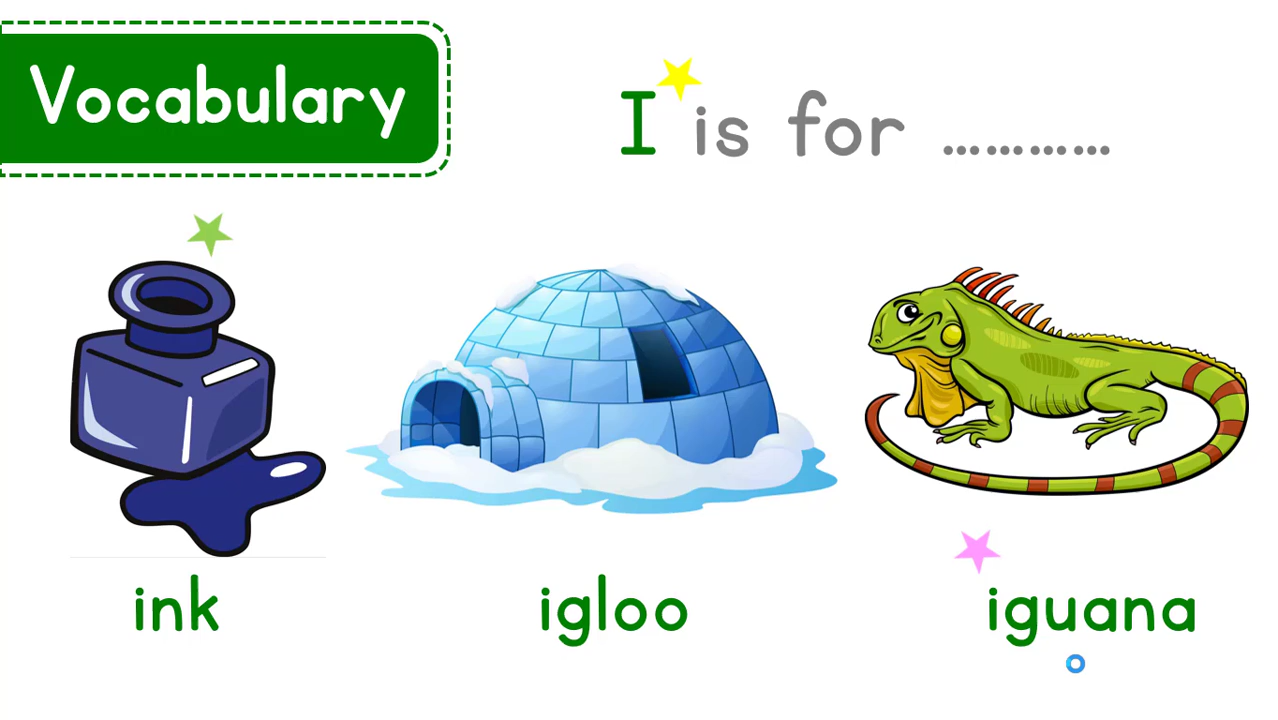 Vocabulary
I is for …………
ink
igloo
iguana